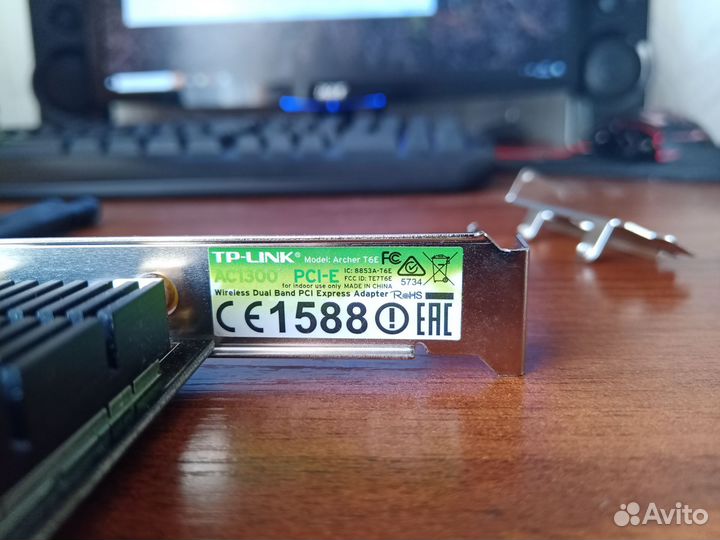 TP-LINK® Model: Archer T6E FC
AC1300 PCI-E IC: 8853A-T6E
FCC ID: TE7T6E
5734
for indoor use only MADE IN CHINA
Wireless Dual Band PCI Express Adapter RoHS
CE1588 EAC
Avito